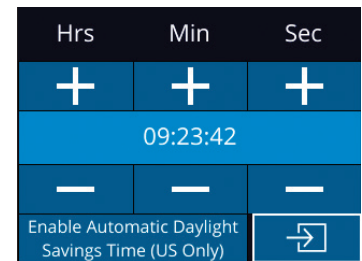 Hrs Min Sec
+ + +
09:23:42
− − −
Enable Automatic Daylight
Savings Time (US Only)